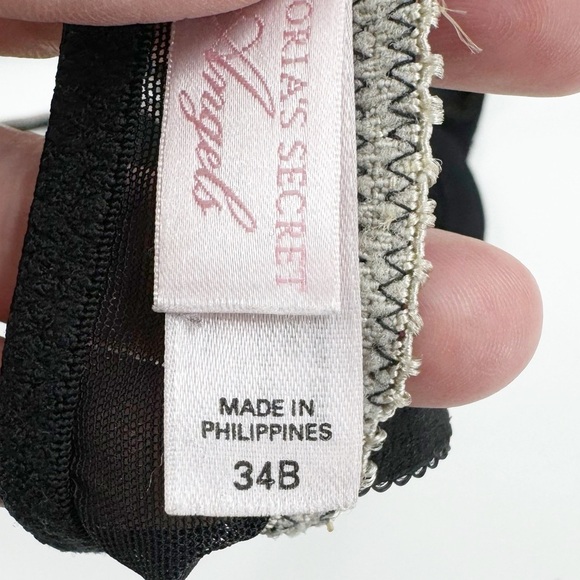 ORIA'S SECRET
Angels
MADE IN
PHILIPPINES
34B